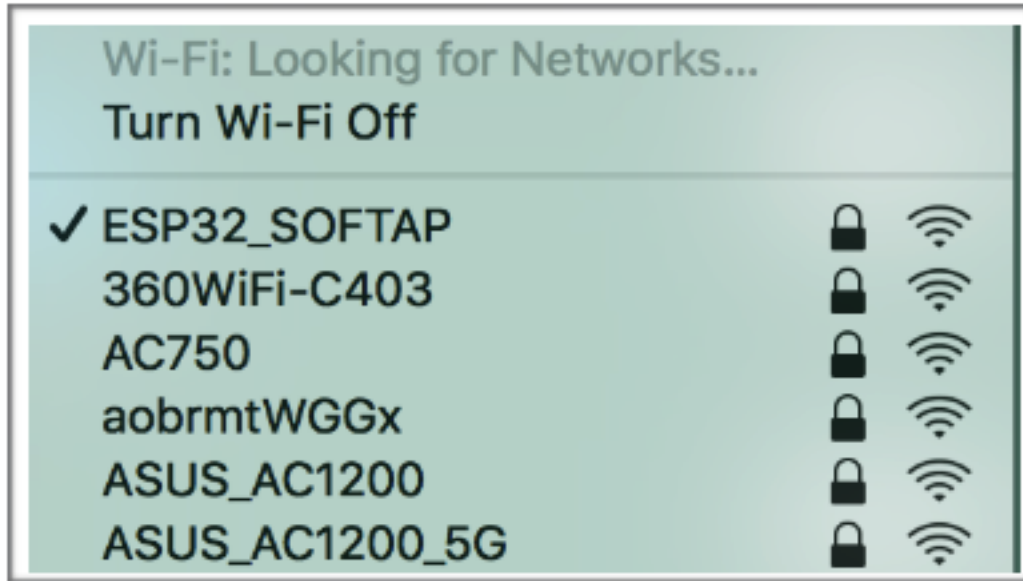 Wi-Fi: Looking for Networks...
Turn Wi-Fi Off
ESP32_SOFTAP
360WiFi-C403
AC750
aobrmtWGGx
ASUS_AC1200
ASUS_AC1200_5G